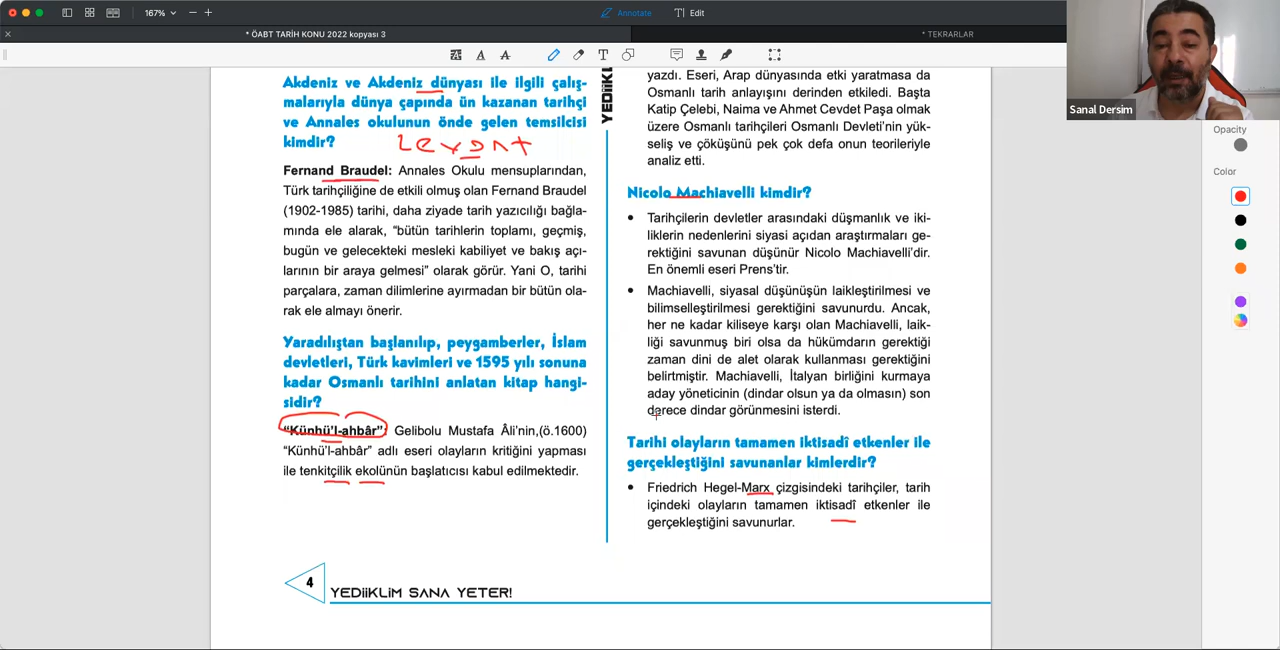 167%
Annotate
Edit
* ÖABT TARİH KONU 2022 kopyası 3
* TEKRARLAR
Sanal Dersim
Opacity
Color
Akdeniz ve Akdeniz dünyası ile ilgili çalış-
malarıyla dünya çapında ün kazanan tarihçi
ve Annales okulunun önde gelen temsilcisi
kimdir?
Levant
Fernand Braudel: Annales Okulu mensuplarından,
Türk tarihçiliğine de etkili olmuş olan Fernand Braudel
(1902-1985) tarihi, daha ziyade tarih yazıcılığı bağla-
mında ele alarak, “bütün tarihlerin toplamı, geçmiş,
bugün ve gelecekteki mesleki kabiliyet ve bakış açı-
larının bir araya gelmesi” olarak görür. Yani O, tarihi
parçalara, zaman dilimlerine ayırmadan bir bütün ola-
rak ele almayı önerir.
Yaradılıştan başlanılıp, peygamberler, İslam
devletleri, Türk kavimleri ve 1595 yılı sonuna
kadar Osmanlı tarihini anlatan kitap hangi-
sidir?
“Künhü’l-ahbâr”: Gelibolu Mustafa Âli’nin,(ö.1600)
“Künhü’l-ahbâr” adlı eseri olayların kritiğini yapması
ile tenkitçilik ekolünün başlatıcısı kabul edilmektedir.
YEDİİKLİ
yazdı. Eseri, Arap dünyasında etki yaratmasa da
Osmanlı tarih anlayışını derinden etkiledi. Başta
Katip Çelebi, Naima ve Ahmet Cevdet Paşa olmak
üzere Osmanlı tarihçileri Osmanlı Devleti’nin yük-
seliş ve çöküşünü pek çok defa onun teorileriyle
analiz etti.
Nicolo Machiavelli kimdir?
• Tarihçilerin devletler arasındaki düşmanlık ve iki-
liklerin nedenlerini siyasi açıdan araştırmaları ge-
rektiğini savunan düşünür Nicolo Machiavelli’dir.
En önemli eseri Prens’tir.
• Machiavelli, siyasal düşünüşün laikleştirilmesi ve
bilimselleştirilmesi gerektiğini savunurdu. Ancak,
her ne kadar kiliseye karşı olan Machiavelli, laik-
liği savunmuş biri olsa da hükümdarın gerektiği
zaman dini de alet olarak kullanması gerektiğini
belirtmiştir. Machiavelli, İtalyan birliğini kurmaya
aday yöneticinin (dindar olsun ya da olmasın) son
derece dindar görünmesini isterdi.
Tarihi olayların tamamen iktisadî etkenler ile
gerçekleştiğini savunanlar kimlerdir?
• Friedrich Hegel-Marx çizgisindeki tarihçiler, tarih
içindeki olayların tamamen iktisadî etkenler ile
gerçekleştiğini savunurlar.
4
YEDİİKLİM SANA YETER!